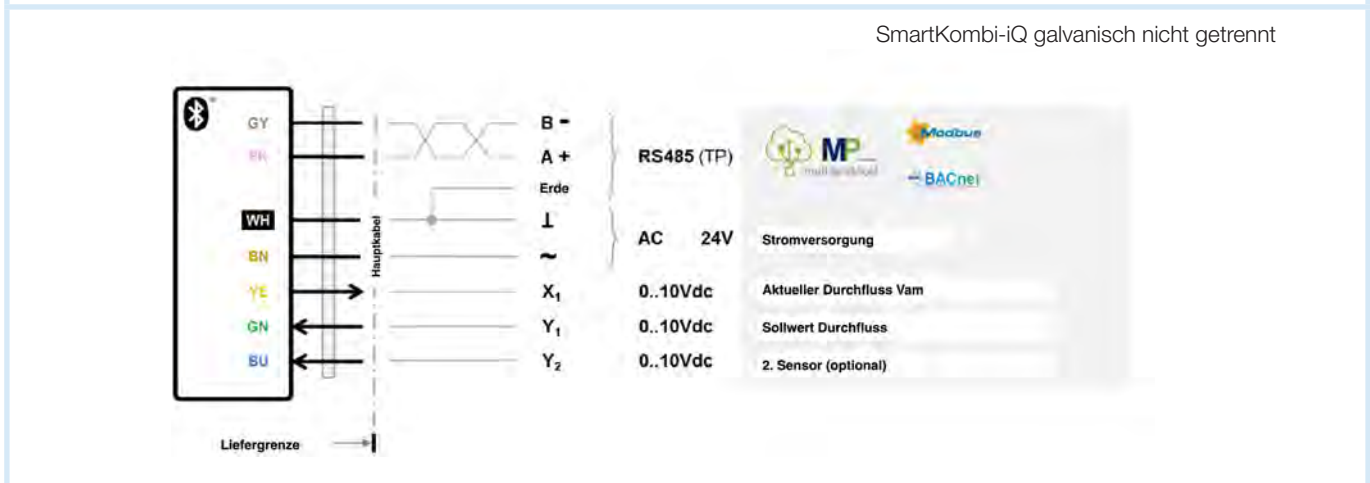 SmartKombi-iQ galvanisch nicht getrennt
GY B - 
PK A + RS485 (TP) MP Modbus
BACnet
Erde
WH ⊥
AC 24V Stromversorgung
BN ~
Hauptkabel
YE X₁ 0..10Vdc Aktueller Durchfluss Vam
GN Y₁ 0..10Vdc Sollwert Durchfluss
BU Y₂ 0..10Vdc 2. Sensor (optional)
Liefergrenze